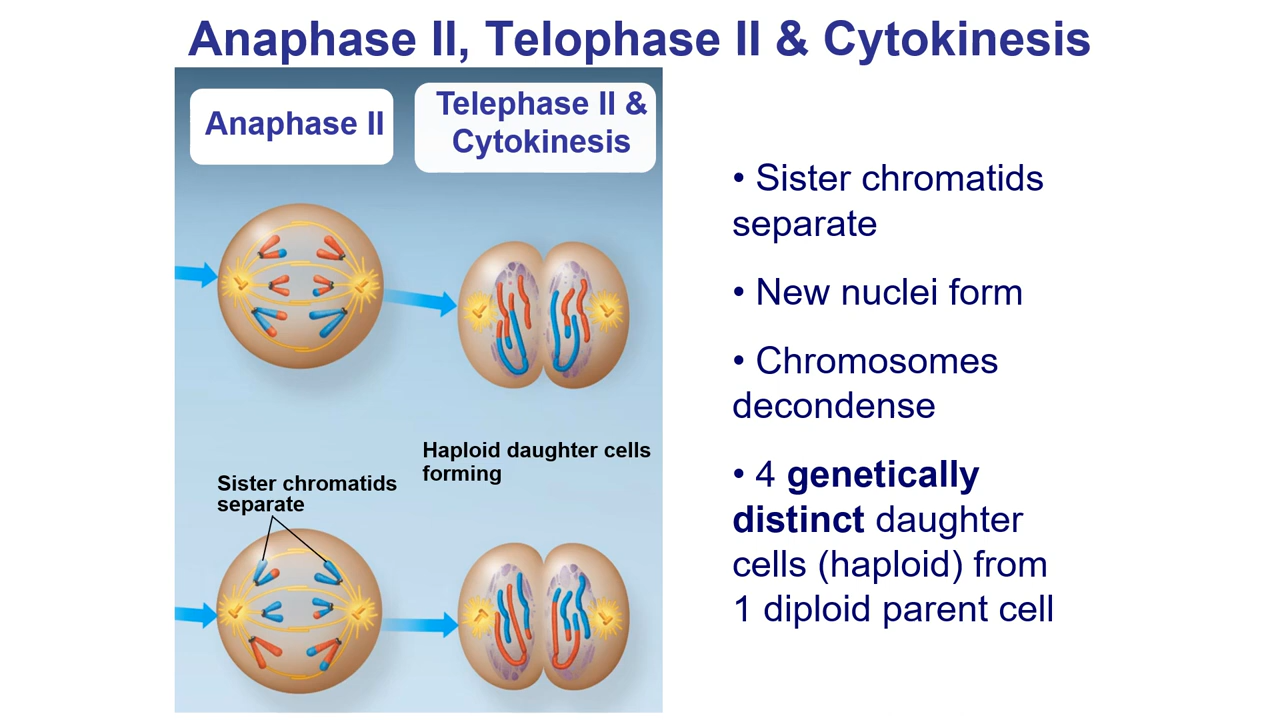 Anaphase II, Telophase II & Cytokinesis
Anaphase II
Telephase II &
Cytokinesis
Haploid daughter cells
forming
Sister chromatids
separate
• Sister chromatids
separate
• New nuclei form
• Chromosomes
decondense
• 4 genetically
distinct daughter
cells (haploid) from
1 diploid parent cell